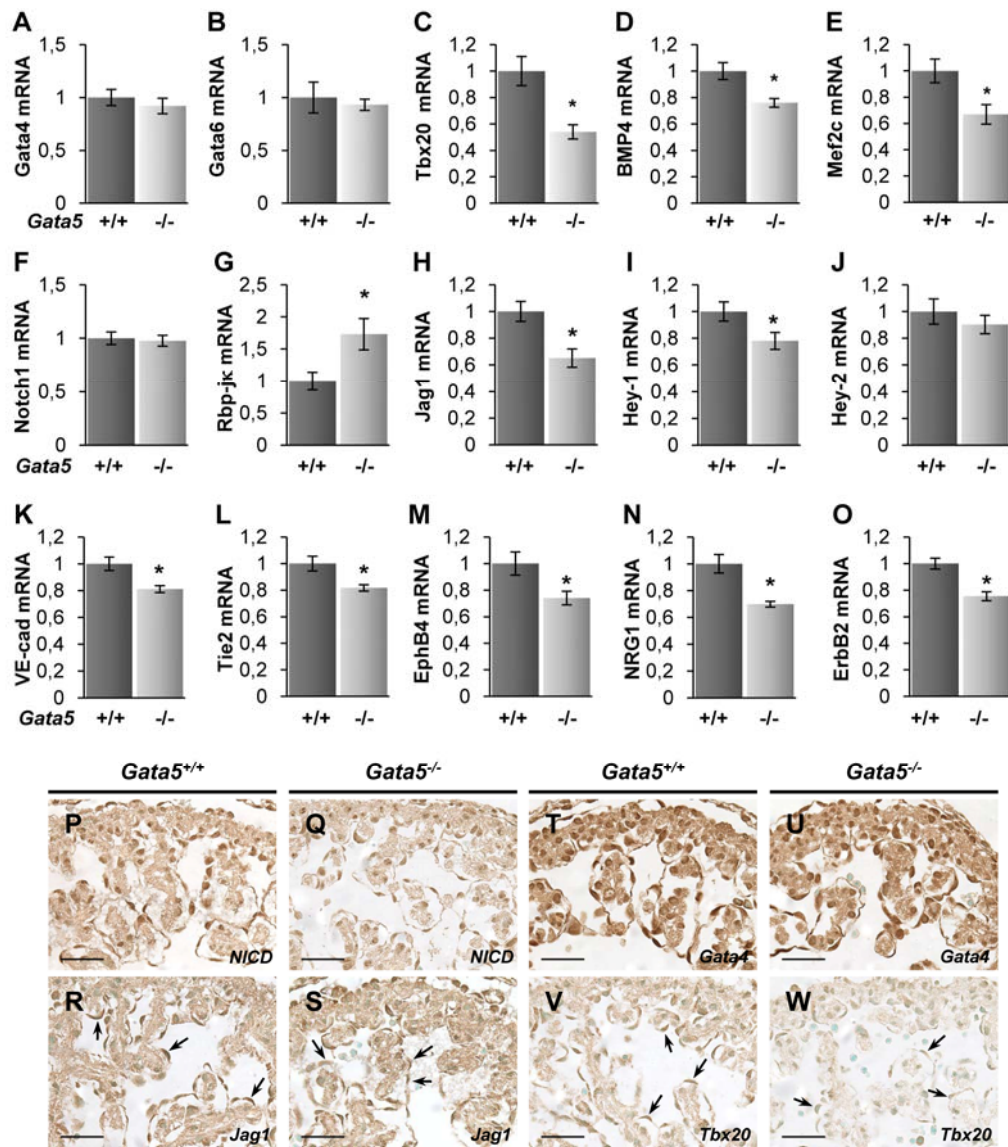 A
B
C
D
E
1,5
1
0,5
0
Gata4 mRNA
1,5
1
0,5
0
Gata6 mRNA
1,2
1
0,8
0,6
0,4
0,2
0
Tbx20 mRNA
*
1,2
1
0,8
0,6
0,4
0,2
0
BMP4 mRNA
*
1,2
1
0,8
0,6
0,4
0,2
0
Mef2c mRNA
*
Gata5 +/+ -/- +/+ -/- +/+ -/- +/+ -/- +/+ -/-
F
G
H
I
J
1,5
1
0,5
0
Notch1 mRNA
2,5
2
1,5
1
0,5
0
Rbp-jκ mRNA
*
1,2
1
0,8
0,6
0,4
0,2
0
Jag1 mRNA
*
1,2
1
0,8
0,6
0,4
0,2
0
Hey-1 mRNA
*
1,2
1
0,8
0,6
0,4
0,2
0
Hey-2 mRNA
Gata5 +/+ -/- +/+ -/- +/+ -/- +/+ -/- +/+ -/-
K
L
M
N
O
1,2
1
0,8
0,6
0,4
0,2
0
VE-cad mRNA
*
1,2
1
0,8
0,6
0,4
0,2
0
Tie2 mRNA
*
1,2
1
0,8
0,6
0,4
0,2
0
EphB4 mRNA
*
1,2
1
0,8
0,6
0,4
0,2
0
NRG1 mRNA
*
1,2
1
0,8
0,6
0,4
0,2
0
ErbB2 mRNA
*
Gata5 +/+ -/- +/+ -/- +/+ -/- +/+ -/- +/+ -/-
Gata5+/+ Gata5-/- Gata5+/+ Gata5-/-
P Q T U
NICD NICD Gata4 Gata4
R S V W
Jag1 Jag1 Tbx20 Tbx20